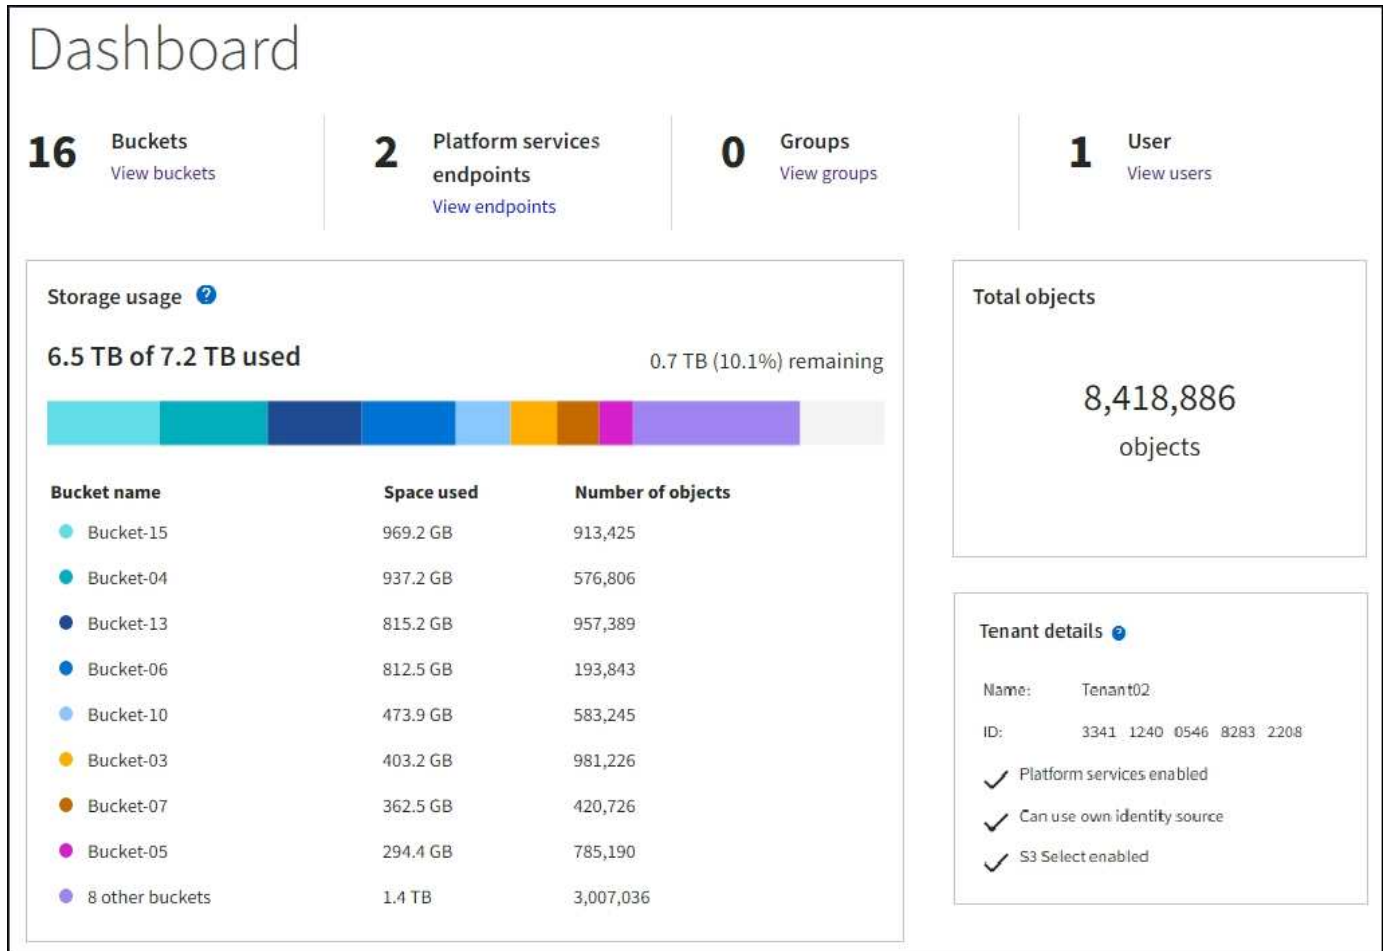 Dashboard
16 Buckets
View buckets
2 Platform services
endpoints
View endpoints
0 Groups
View groups
1 User
View users
Storage usage ?
6.5 TB of 7.2 TB used 0.7 TB (10.1%) remaining
Bucket name Space used Number of objects
Bucket-15 969.2 GB 913,425
Bucket-04 937.2 GB 576,806
Bucket-13 815.2 GB 957,389
Bucket-06 812.5 GB 193,843
Bucket-10 473.9 GB 583,245
Bucket-03 403.2 GB 981,226
Bucket-07 362.5 GB 420,726
Bucket-05 294.4 GB 785,190
8 other buckets 1.4 TB 3,007,036
Total objects
8,418,886
objects
Tenant details ?
Name: Tenant02
ID: 3341 1240 0546 8283 2208
Platform services enabled
Can use own identity source
S3 Select enabled